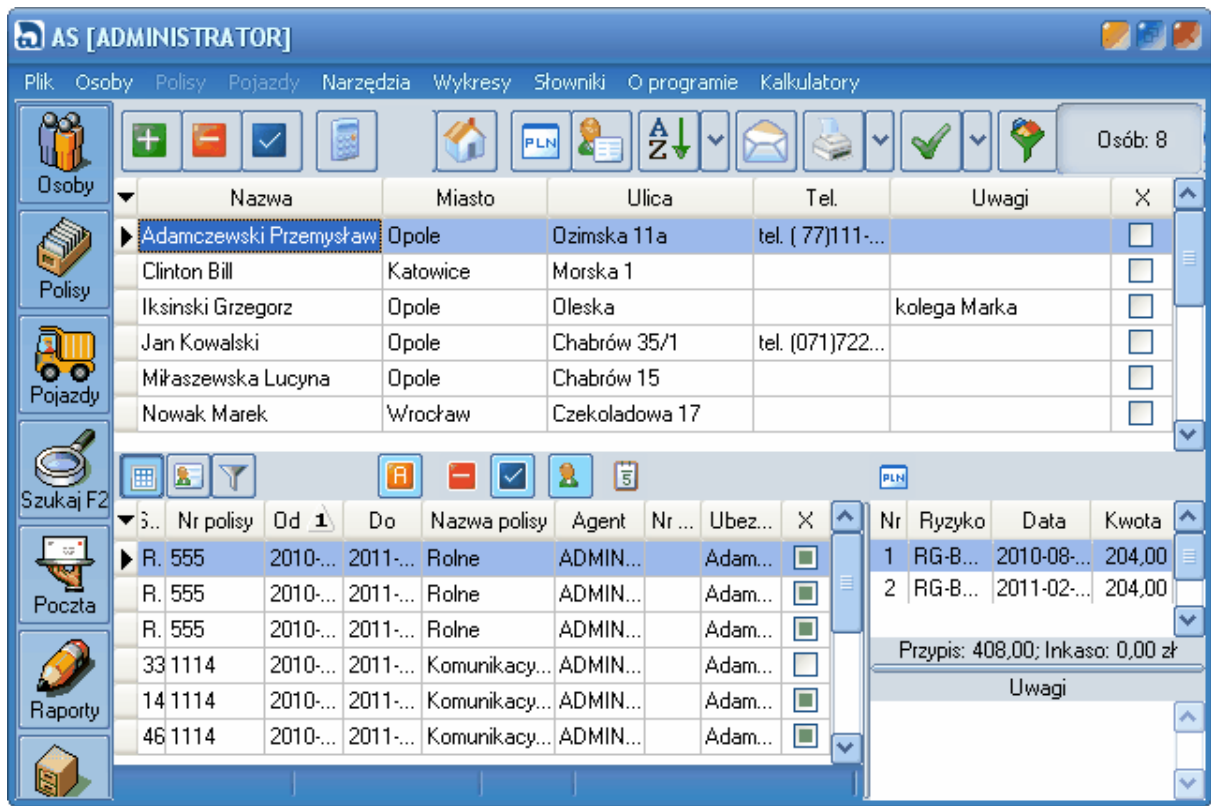 AS [ADMINISTRATOR]
Plik Osoby Polisy Pojazdy Narzędzia Wykresy Słowniki O programie Kalkulatory
Osoby
PLN
A
Z
Osób: 8
Nazwa Miasto Ulica Tel. Uwagi X
Adamczewski Przemysław Opole Ozimska 11a tel. ( 77)111-...
Clinton Bill Katowice Morska 1
Polisy
Iksinski Grzegorz Opole Oleska kolega Marka
Jan Kowalski Opole Chabrów 35/1 tel. (071)722...
Miłaszewska Lucyna Opole Chabrów 15
Pojazdy
Nowak Marek Wrocław Czekoladowa 17
Szukaj F2
A 5 PLN
Nr polisy Od 1 Do Nazwa polisy Agent Nr ... Ubez... X
Nr Ryzyko Data Kwota
R. 555 2010-... 2011-... Rolne ADMIN... Adam...
1 RG-B... 2010-08-... 204,00
R. 555 2010-... 2011-... Rolne ADMIN... Adam...
2 RG-B... 2011-02-... 204,00
Poczta
R. 555 2010-... 2011-... Rolne ADMIN... Adam...
Przypis: 408,00; Inkaso: 0,00 zł
33 1114 2010-... 2011-... Komunikacy... ADMIN... Adam...
Uwagi
Raporty
14 1114 2010-... 2011-... Komunikacy... ADMIN... Adam...
46 1114 2010-... 2011-... Komunikacy... ADMIN... Adam...